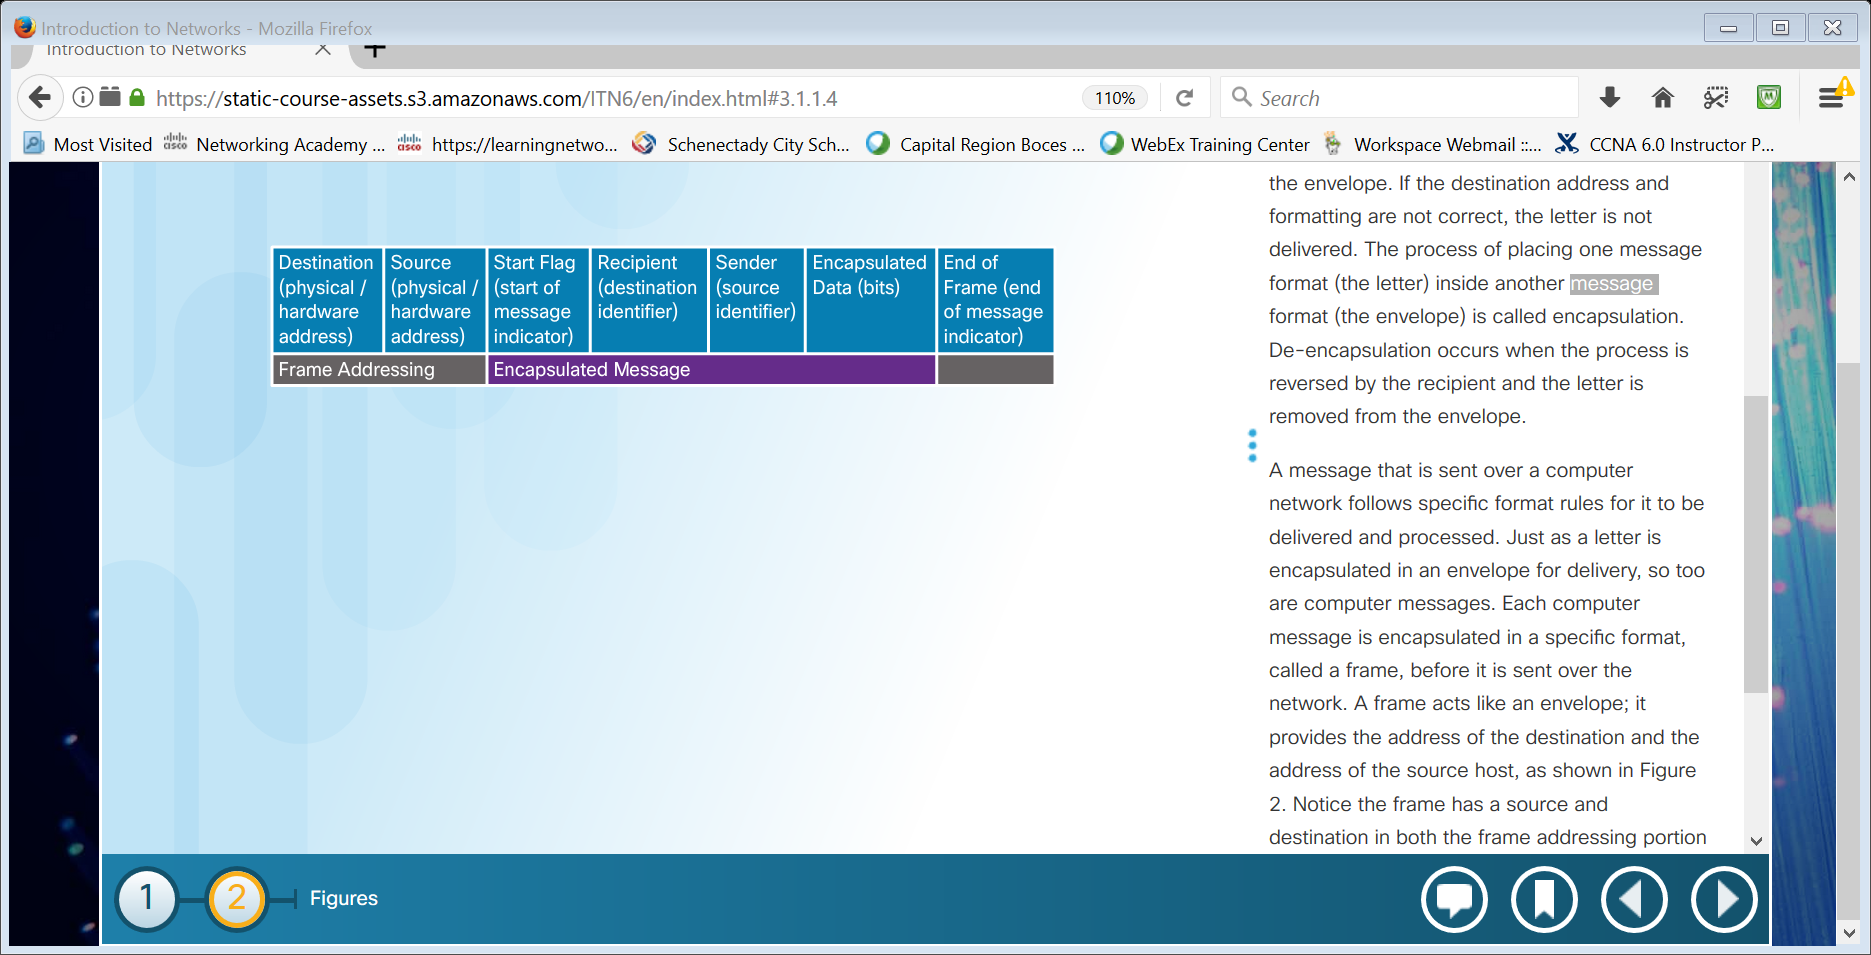 Introduction to Networks - Mozilla Firefox
Introduction to Networks
https://static-course-assets.s3.amazonaws.com/ITN6/en/index.html#3.1.1.4
110%
Search
Most Visited
Networking Academy ...
https://learningnetwo...
Schenectady City Sch...
Capital Region Boces ...
WebEx Training Center
Workspace Webmail ::...
CCNA 6.0 Instructor P...
Destination
(physical /
hardware
address)
Source
(physical /
hardware
address)
Start Flag
(start of
message
indicator)
Recipient
(destination
identifier)
Sender
(source
identifier)
Encapsulated
Data (bits)
End of
Frame (end
of message
indicator)
Frame Addressing
Encapsulated Message
the envelope. If the destination address and
formatting are not correct, the letter is not
delivered. The process of placing one message
format (the letter) inside another message
format (the envelope) is called encapsulation.
De-encapsulation occurs when the process is
reversed by the recipient and the letter is
removed from the envelope.
A message that is sent over a computer
network follows specific format rules for it to be
delivered and processed. Just as a letter is
encapsulated in an envelope for delivery, so too
are computer messages. Each computer
message is encapsulated in a specific format,
called a frame, before it is sent over the
network. A frame acts like an envelope; it
provides the address of the destination and the
address of the source host, as shown in Figure
2. Notice the frame has a source and
destination in both the frame addressing portion
1
2
Figures